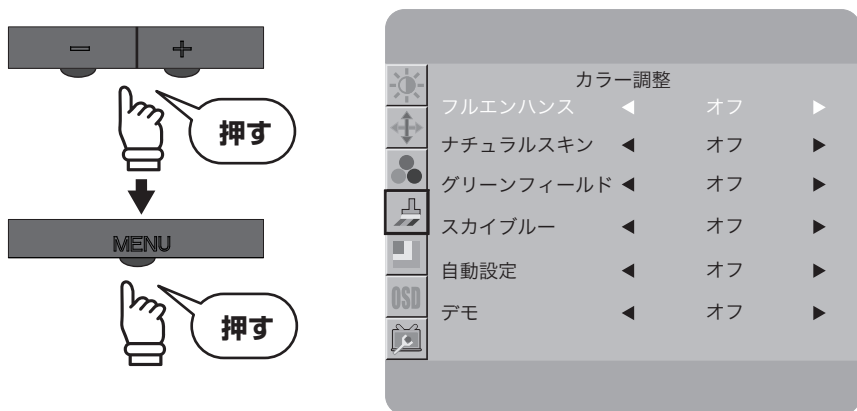 − +
押す
MENU
押す
カラー調整
フルエンハンス ◀ オフ ▶
ナチュラルスキン ◀ オフ ▶
グリーンフィールド ◀ オフ ▶
スカイブルー ◀ オフ ▶
自動設定 ◀ オフ ▶
OSD
デモ ◀ オフ ▶